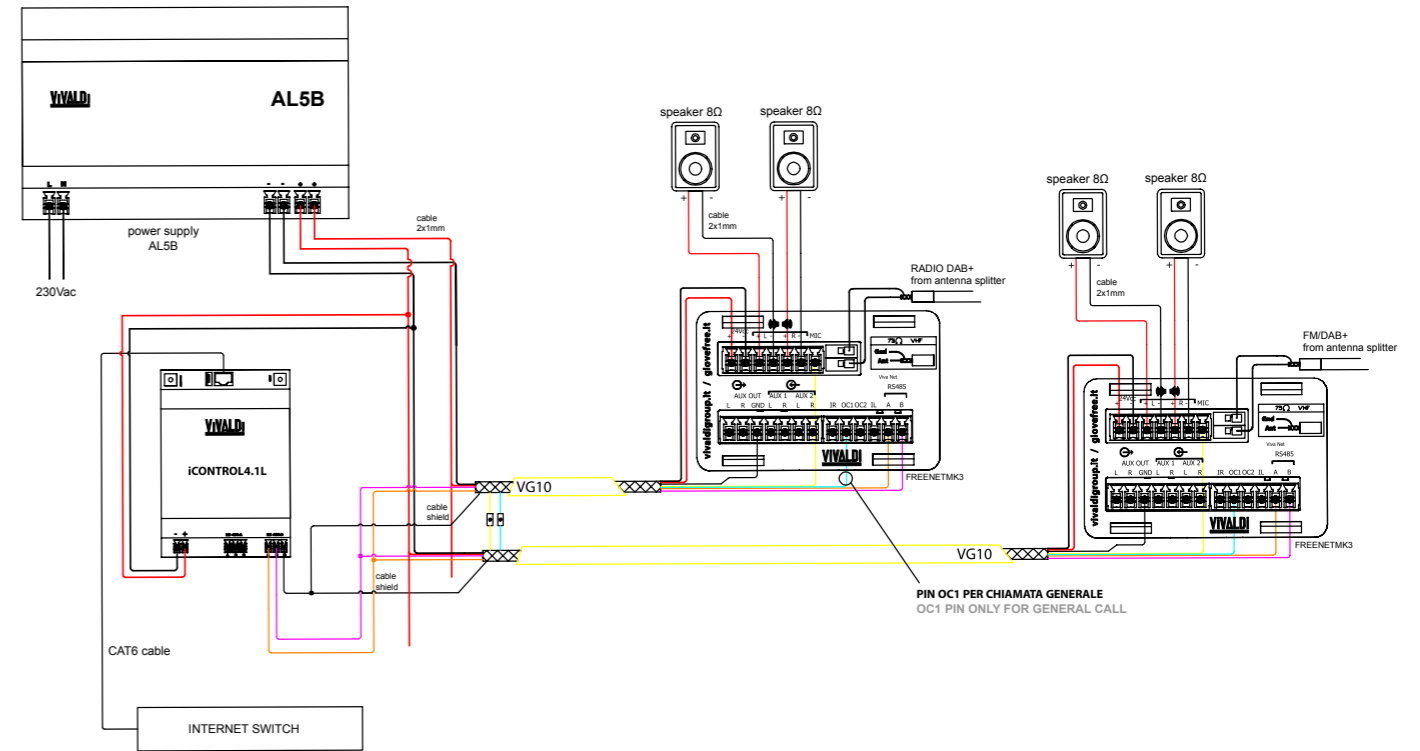 VIVALDI
AL5B
L N
- - + +
power supply
AL5B
230Vac
cable
2x1mm
speaker 8Ω
speaker 8Ω
+ -
+ -
cable
2x1mm
RADIO DAB+
from antenna splitter
vivaldigroup.it / glovefree.it
24Vcc
+ - + L - + R - MIC
75Ω VHF
Gnd
Ant
Viva Net
RS485
AUX OUT AUX 1 AUX 2
L R GND L R L R IR OC1 OC2 IL A B
VIVALDI
FREENETMK3
speaker 8Ω
speaker 8Ω
+ -
+ -
cable
2x1mm
FM/DAB+
from antenna splitter
vivaldigroup.it / glovefree.it
24Vcc
+ - + L - + R - MIC
75Ω VHF
Gnd
Ant
Viva Net
RS485
AUX OUT AUX 1 AUX 2
L R GND L R L R IR OC1 OC2 IL A B
VIVALDI
FREENETMK3
VIVALDI
iCONTROL4.1L
- +
cable
shield
VG10
cable
shield
VG10
PIN OC1 PER CHIAMATA GENERALE
OC1 PIN ONLY FOR GENERAL CALL
CAT6 cable
INTERNET SWITCH